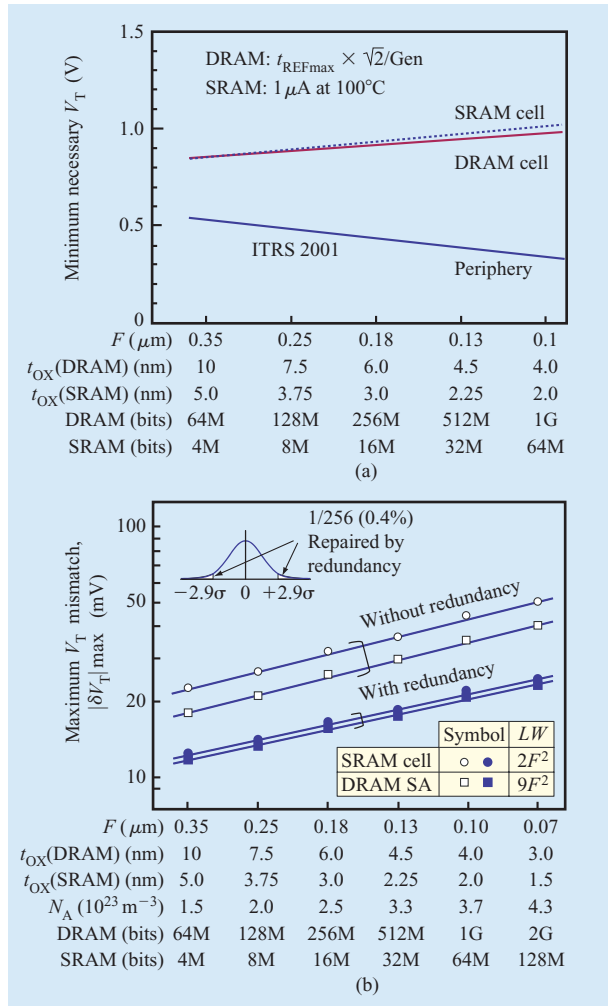 Minimum necessary V_T (V)
1.5
1.0
0.5
0
DRAM: t_REFmax × √2/Gen
SRAM: 1 μA at 100°C
SRAM cell
DRAM cell
ITRS 2001
Periphery
F (μm) 0.35 0.25 0.18 0.13 0.1
t_OX(DRAM) (nm) 10 7.5 6.0 4.5 4.0
t_OX(SRAM) (nm) 5.0 3.75 3.0 2.25 2.0
DRAM (bits) 64M 128M 256M 512M 1G
SRAM (bits) 4M 8M 16M 32M 64M
(a)
Maximum V_T mismatch,
|δV_T|max (mV)
100
50
20
10
1/256 (0.4%)
Repaired by
redundancy
−2.9σ 0 +2.9σ
Without redundancy
With redundancy
Symbol LW
SRAM cell 2F²
DRAM SA 9F²
F (μm) 0.35 0.25 0.18 0.13 0.10 0.07
t_OX(DRAM) (nm) 10 7.5 6.0 4.5 4.0 3.0
t_OX(SRAM) (nm) 5.0 3.75 3.0 2.25 2.0 1.5
N_A (10²³ m⁻³) 1.5 2.0 2.5 3.3 3.7 4.3
DRAM (bits) 64M 128M 256M 512M 1G 2G
SRAM (bits) 4M 8M 16M 32M 64M 128M
(b)